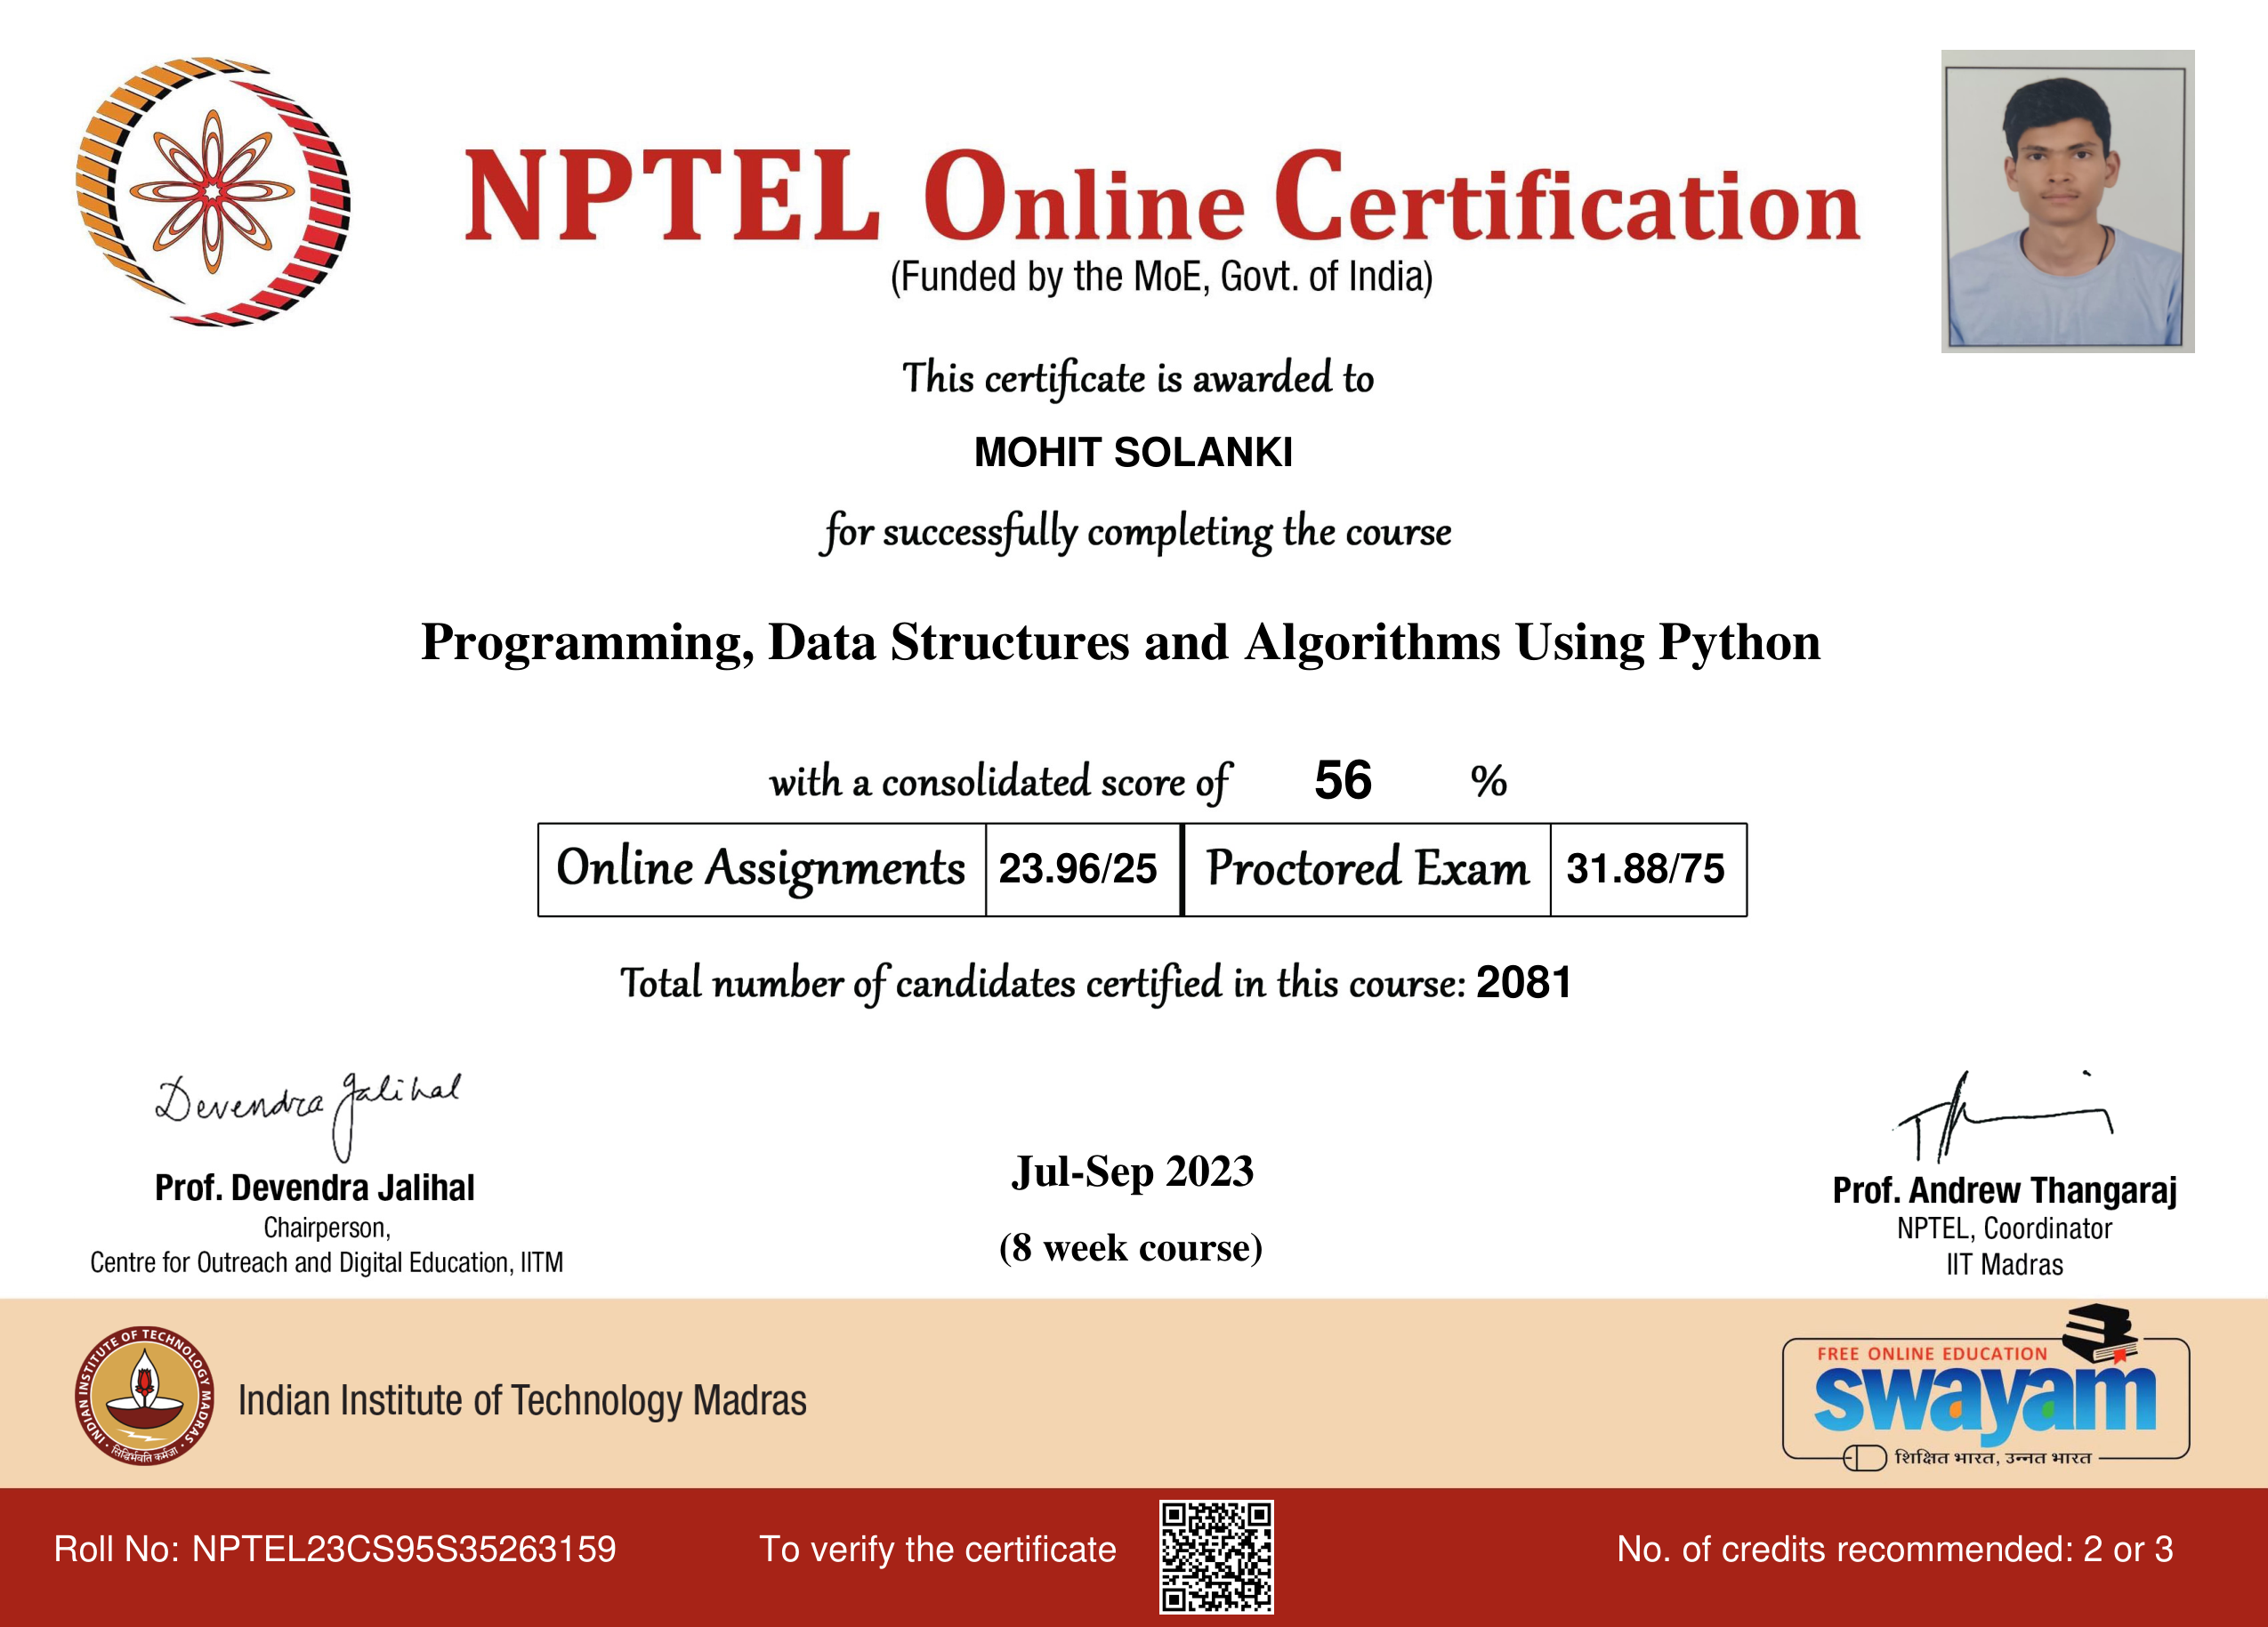 NPTEL Online Certification
(Funded by the MoE, Govt. of India)
This certificate is awarded to
MOHIT SOLANKI
for successfully completing the course
Programming, Data Structures and Algorithms Using Python
with a consolidated score of 56 %
Online Assignments 23.96/25 Proctored Exam 31.88/75
Total number of candidates certified in this course: 2081
Devendra Jalihal
Prof. Devendra Jalihal
Chairperson,
Centre for Outreach and Digital Education, IITM
Jul-Sep 2023
(8 week course)
Prof. Andrew Thangaraj
NPTEL, Coordinator
IIT Madras
INDIAN INSTITUTE OF TECHNOLOGY MADRAS
सिद्धिर्भवति कर्मजा
Indian Institute of Technology Madras
FREE ONLINE EDUCATION
swayam
शिक्षित भारत, उन्नत भारत
Roll No: NPTEL23CS95S35263159
To verify the certificate
No. of credits recommended: 2 or 3